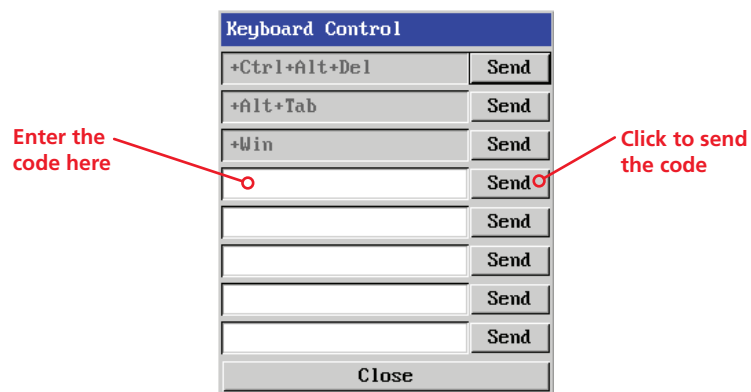 Keyboard Control
+Ctrl+Alt+Del Send
+Alt+Tab Send
+Win Send
Enter the
code here
Click to send
the code
Send
Send
Send
Send
Send
Close